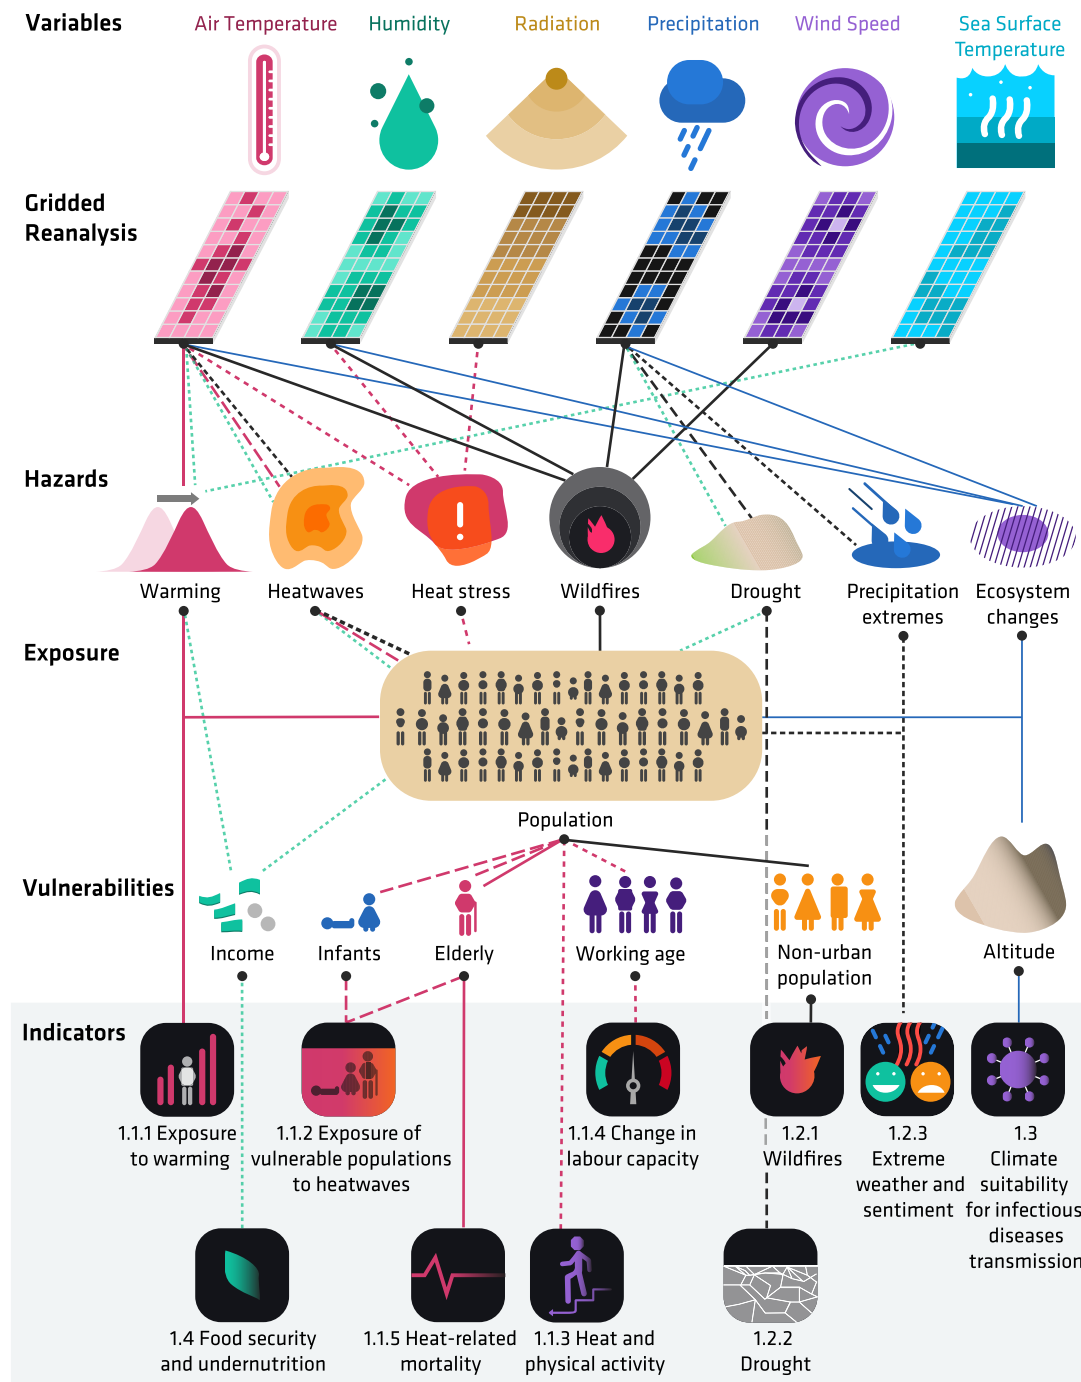 Variables
Air Temperature
Humidity
Radiation
Precipitation
Wind Speed
Sea Surface
Temperature
Gridded
Reanalysis
Hazards
Warming
Heatwaves
Heat stress
Wildfires
Drought
Precipitation
extremes
Ecosystem
changes
Exposure
Population
Vulnerabilities
Income
Infants
Elderly
Working age
Non-urban
population
Altitude
Indicators
1.1.1 Exposure
to warming
1.1.2 Exposure of
vulnerable populations
to heatwaves
1.1.4 Change in
labour capacity
1.2.1
Wildfires
1.2.3
Extreme
weather and
sentiment
1.3
Climate
suitability
for infectious
diseases
transmission
1.4 Food security
and undernutrition
1.1.5 Heat-related
mortality
1.1.3 Heat and
physical activity
1.2.2
Drought